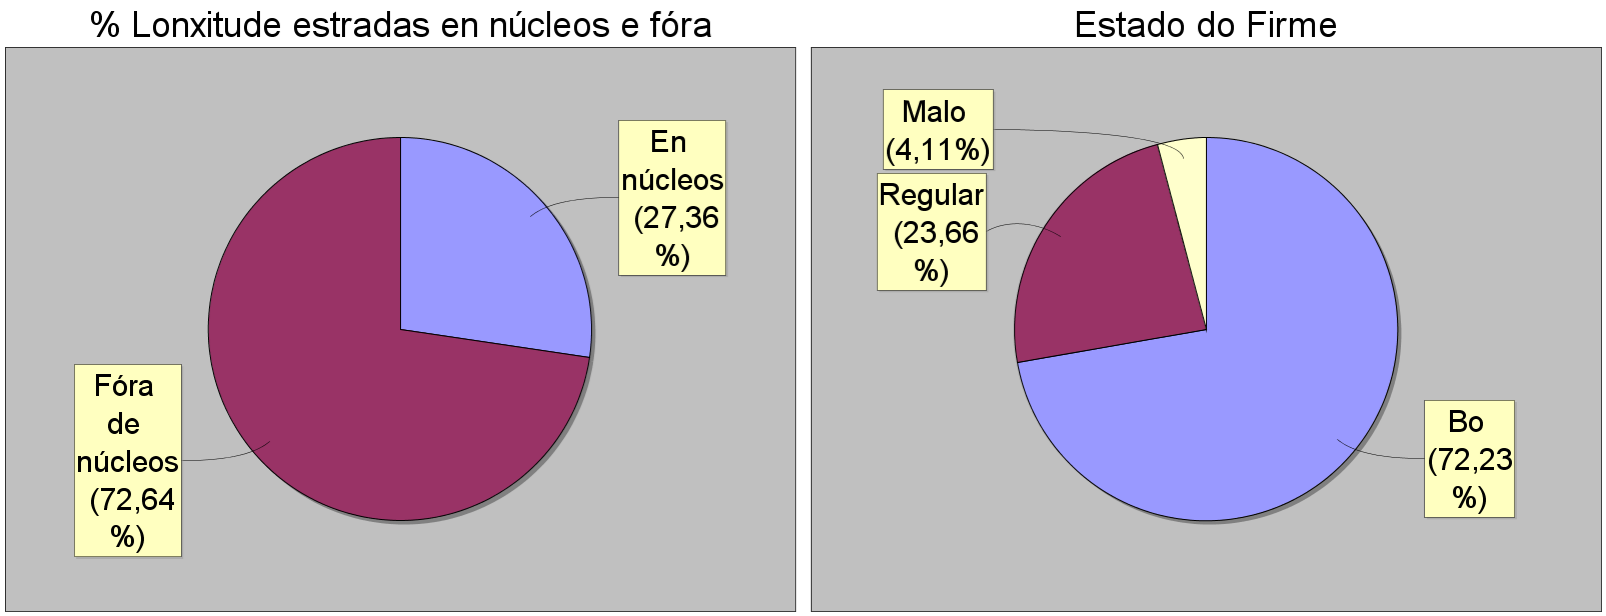 % Lonxitude estradas en núcleos e fóra
En
núcleos
(27,36
%)
Fóra
de
núcleos
(72,64
%)
Estado do Firme
Malo
(4,11%)
Regular
(23,66
%)
Bo
(72,23
%)